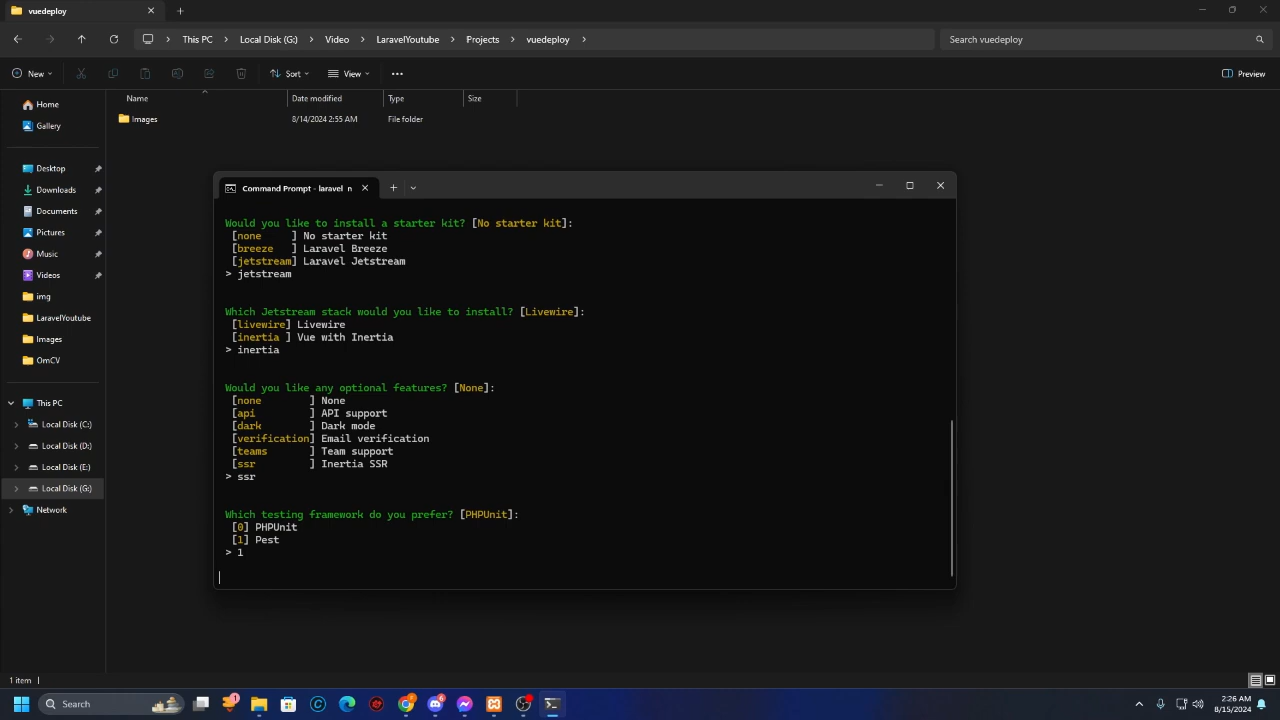 vuedeploy
This PC
Local Disk (G:)
Video
LaravelYoutube
Projects
vuedeploy
Search vuedeploy
New
Sort
View
Preview
Name
Date modified
Type
Size
Images
8/14/2024 2:55 AM
File folder
Home
Gallery
Desktop
Downloads
Documents
Pictures
Music
Videos
img
LaravelYoutube
Images
OmCV
This PC
Local Disk (C:)
Local Disk (D:)
Local Disk (E:)
Local Disk (G:)
Network
Command Prompt - laravel n
Would you like to install a starter kit? [No starter kit]:
[none     ] No starter kit
[breeze   ] Laravel Breeze
[jetstream] Laravel Jetstream
> jetstream
Which Jetstream stack would you like to install? [Livewire]:
[livewire] Livewire
[inertia ] Vue with Inertia
> inertia
Would you like any optional features? [None]:
[none        ] None
[api         ] API support
[dark        ] Dark mode
[verification] Email verification
[teams       ] Team support
[ssr         ] Inertia SSR
> ssr
Which testing framework do you prefer? [PHPUnit]:
[0] PHPUnit
[1] Pest
> 1
1 item
Search
1
6
2:26 AM
8/15/2024